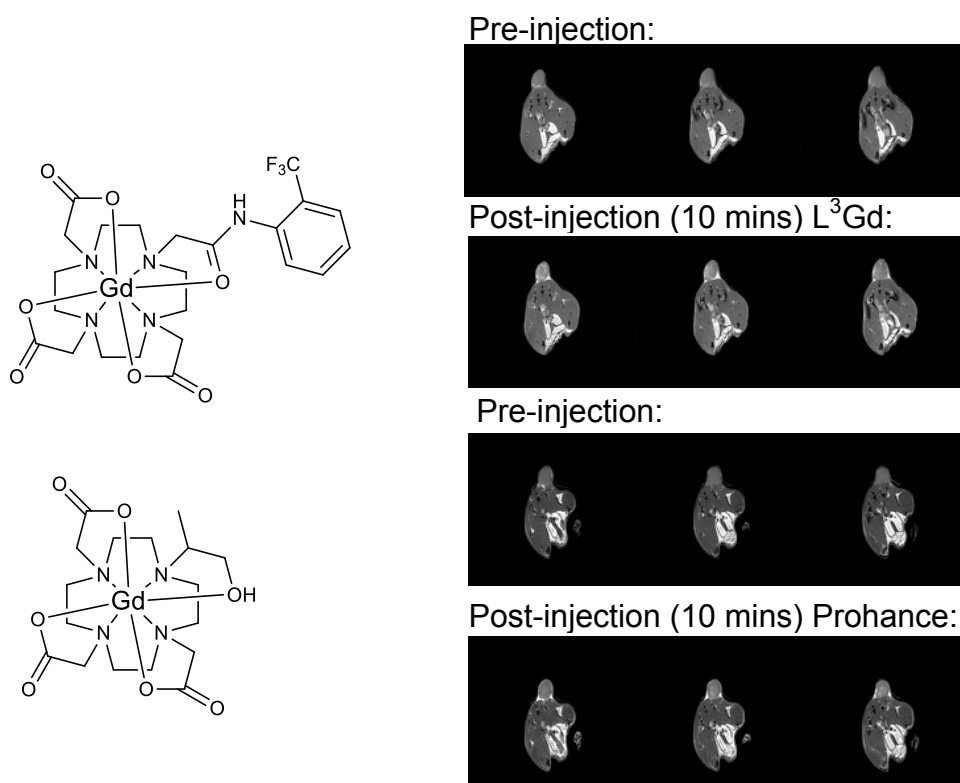 Pre-injection:
Post-injection (10 mins) L³Gd:
Pre-injection:
Post-injection (10 mins) Prohance:
O
O
F₃C
H
N
N
N
O
Gd
O
O
N
N
O
O
O
O
O
N
N
Gd
OH
O
N
N
O
O
O